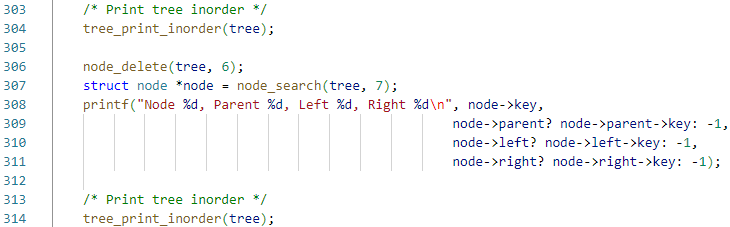 303 /* Print tree inorder */
304 tree_print_inorder(tree);
305
306 node_delete(tree, 6);
307 struct node *node = node_search(tree, 7);
308 printf("Node %d, Parent %d, Left %d, Right %d\n", node->key,
309 node->parent? node->parent->key: -1,
310 node->left? node->left->key: -1,
311 node->right? node->right->key: -1);
312
313 /* Print tree inorder */
314 tree_print_inorder(tree);